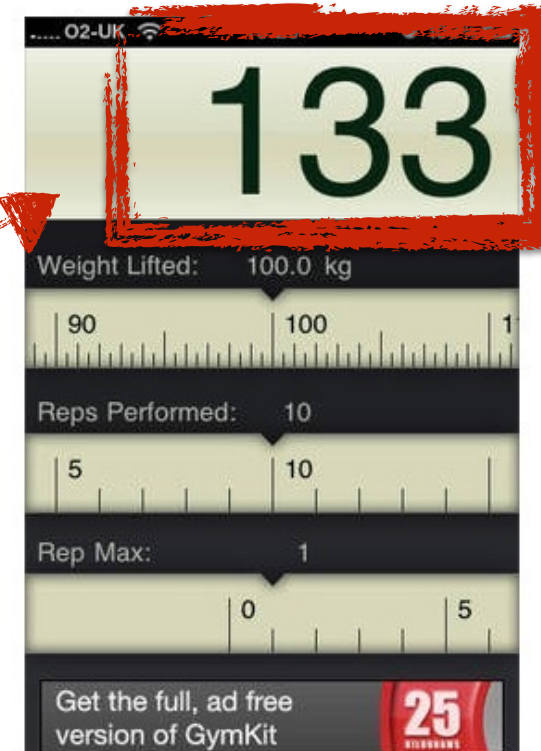 O2-UK
133
Weight Lifted: 100.0 kg
90 100
Reps Performed: 10
5 10
Rep Max: 1
0 5
Get the full, ad free
version of GymKit
25
KILOGRAMS